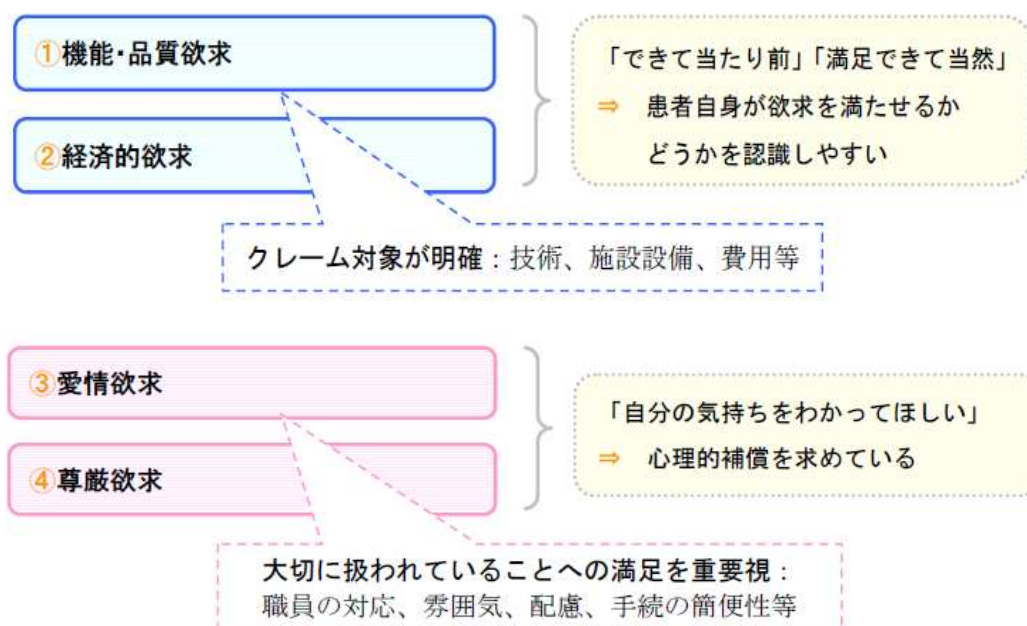 ①機能・品質欲求
「できて当たり前」「満足できて当然」
⇒ 患者自身が欲求を満たせるか
どうかを認識しやすい
②経済的欲求
クレーム対象が明確：技術、施設設備、費用等
③愛情欲求
「自分の気持ちをわかってほしい」
⇒ 心理的補償を求めている
④尊厳欲求
大切に扱われていることへの満足を重要視：
職員の対応、雰囲気、配慮、手続の簡便性等